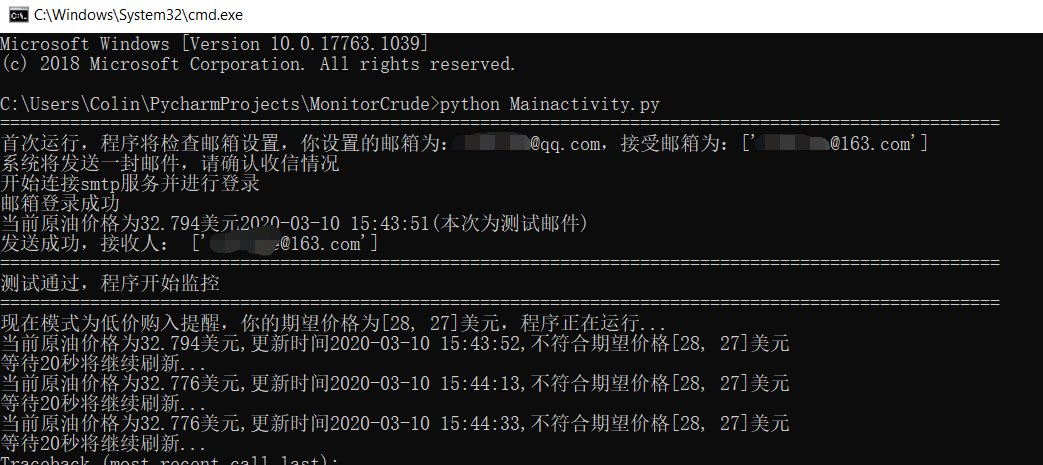 C:\Windows\System32\cmd.exe
Microsoft Windows [Version 10.0.17763.1039]
(c) 2018 Microsoft Corporation. All rights reserved.
C:\Users\Colin\PycharmProjects\MonitorCrude>python Mainactivity.py
====================================================================================================
首次运行，程序将检查邮箱设置，你设置的邮箱为：@qq.com，接受邮箱为：['@163.com']
系统将发送一封邮件，请确认收信情况
开始连接smtp服务并进行登录
邮箱登录成功
当前原油价格为32.794美元2020-03-10 15:43:51(本次为测试邮件)
发送成功，接收人： ['e@163.com']
====================================================================================================
测试通过，程序开始监控
====================================================================================================
现在模式为低价购入提醒，你的期望价格为[28, 27]美元，程序正在运行...
当前原油价格为32.794美元,更新时间2020-03-10 15:43:52,不符合期望价格[28, 27]美元
等待20秒将继续刷新...
当前原油价格为32.776美元,更新时间2020-03-10 15:44:13,不符合期望价格[28, 27]美元
等待20秒将继续刷新...
当前原油价格为32.776美元,更新时间2020-03-10 15:44:33,不符合期望价格[28, 27]美元
等待20秒将继续刷新...
Traceback (most recent call last):